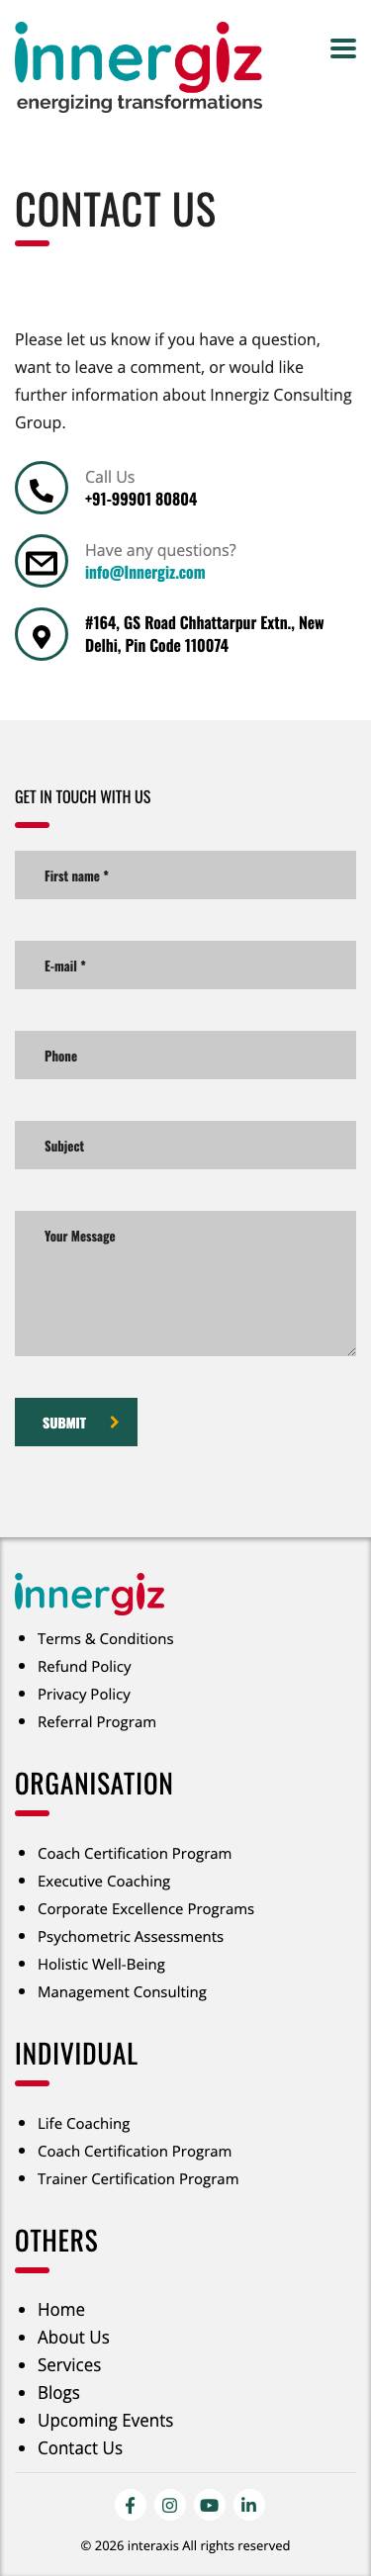 innergiz
energizing transformations
CONTACT US
Please let us know if you have a question,
want to leave a comment, or would like
further information about Innergiz Consulting
Group.
Call Us
+91-99901 80804
Have any questions?
info@Innergiz.com
#164, GS Road Chhattarpur Extn., New
Delhi, Pin Code 110074
GET IN TOUCH WITH US
First name *
E-mail *
Phone
Subject
Your Message
SUBMIT
innergiz
Terms & Conditions
Refund Policy
Privacy Policy
Referral Program
ORGANISATION
Coach Certification Program
Executive Coaching
Corporate Excellence Programs
Psychometric Assessments
Holistic Well-Being
Management Consulting
INDIVIDUAL
Life Coaching
Coach Certification Program
Trainer Certification Program
OTHERS
Home
About Us
Services
Blogs
Upcoming Events
Contact Us
© 2026 interaxis All rights reserved